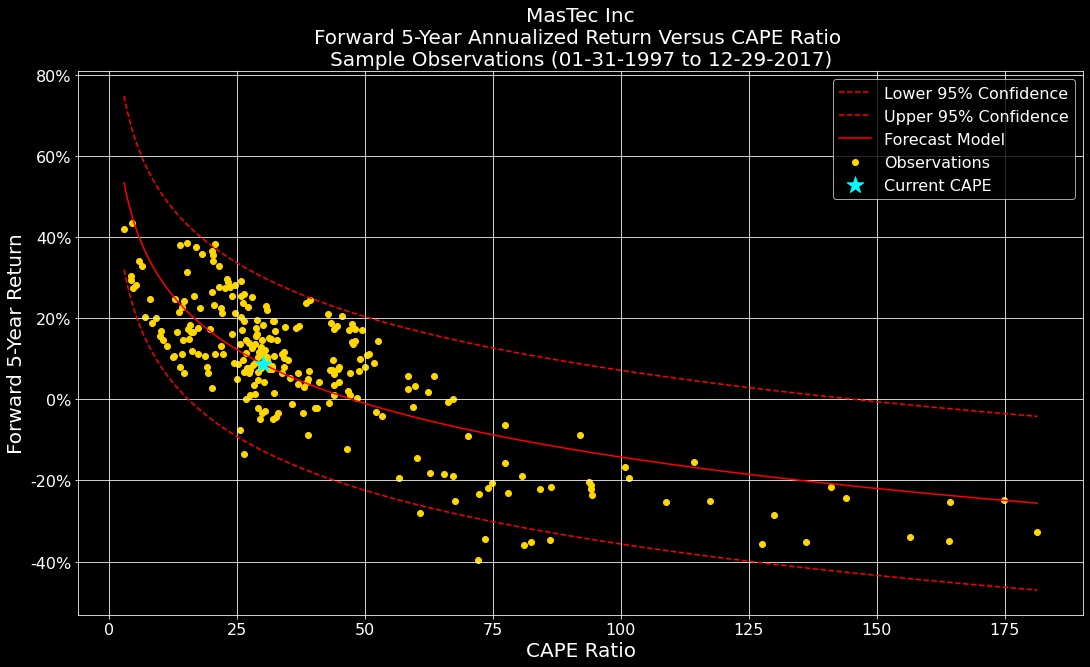 MasTec Inc
Forward 5-Year Annualized Return Versus CAPE Ratio
Sample Observations (01-31-1997 to 12-29-2017)
80%
60%
40%
20%
0%
-20%
-40%
Forward 5-Year Return
Lower 95% Confidence
Upper 95% Confidence
Forecast Model
Observations
Current CAPE
0 25 50 75 100 125 150 175
CAPE Ratio